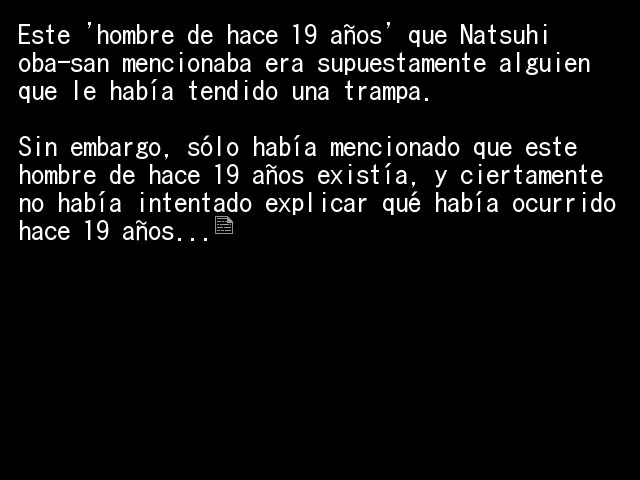 Este 'hombre de hace 19 años' que Natsuhi
oba-san mencionaba era supuestamente alguien
que le había tendido una trampa.
Sin embargo, sólo había mencionado que este
hombre de hace 19 años existía, y ciertamente
no había intentado explicar qué había ocurrido
hace 19 años...